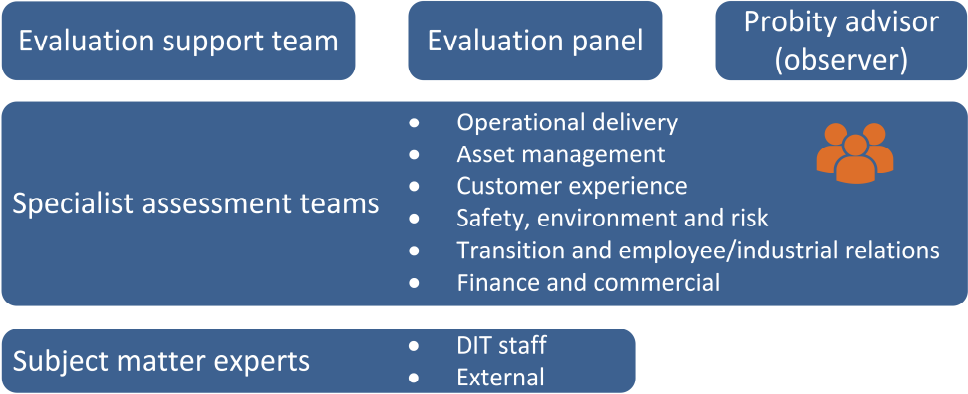 Evaluation support team
Evaluation panel
Probity advisor
(observer)
Specialist assessment teams
• Operational delivery
• Asset management
• Customer experience
• Safety, environment and risk
• Transition and employee/industrial relations
• Finance and commercial
Subject matter experts
• DIT staff
• External